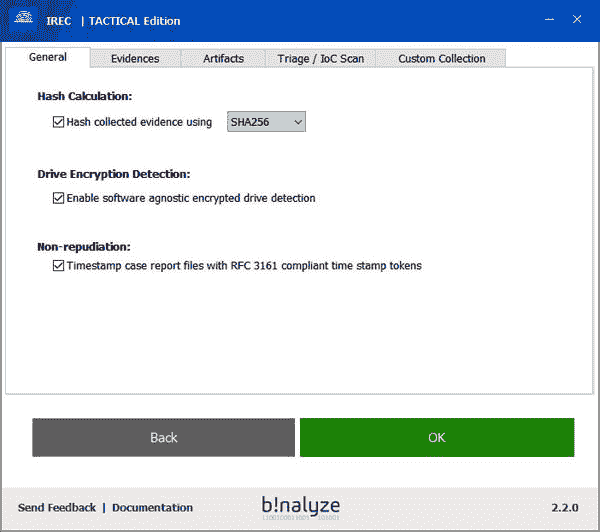 IREC | TACTICAL Edition
General Evidences Artifacts Triage / IoC Scan Custom Collection
Hash Calculation:
Hash collected evidence using SHA256
Drive Encryption Detection:
Enable software agnostic encrypted drive detection
Non-repudiation:
Timestamp case report files with RFC 3161 compliant time stamp tokens
Back OK
Send Feedback | Documentation b!nalyze 2.2.0